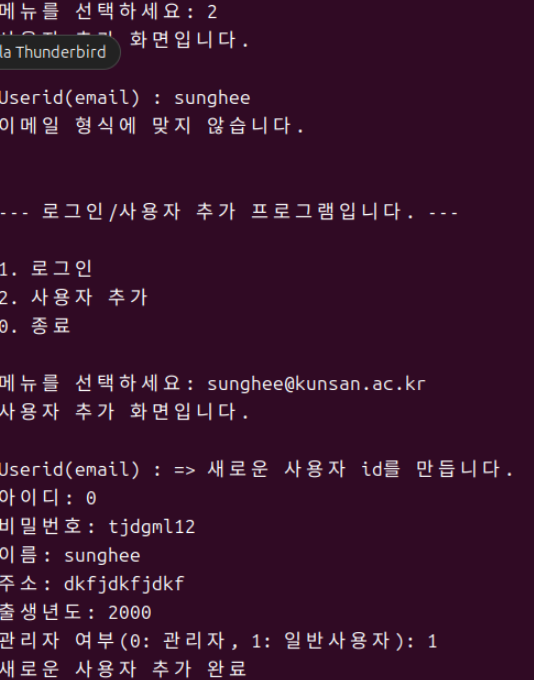 메뉴를 선택하세요: 2
화면입니다.
la Thunderbird
Userid(email) : sunghee
이메일 형식에 맞지 않습니다.
--- 로그인/사용자 추가 프로그램입니다. ---
1. 로그인
2. 사용자 추가
0. 종료
메뉴를 선택하세요: sunghee@kunsan.ac.kr
사용자 추가 화면입니다.
Userid(email) : => 새로운 사용자 id를 만듭니다.
아이디: 0
비밀번호: tjdgml12
이름: sunghee
주소: dkfjdkfjdkf
출생년도: 2000
관리자 여부(0: 관리자, 1: 일반사용자): 1
새로운 사용자 추가 완료